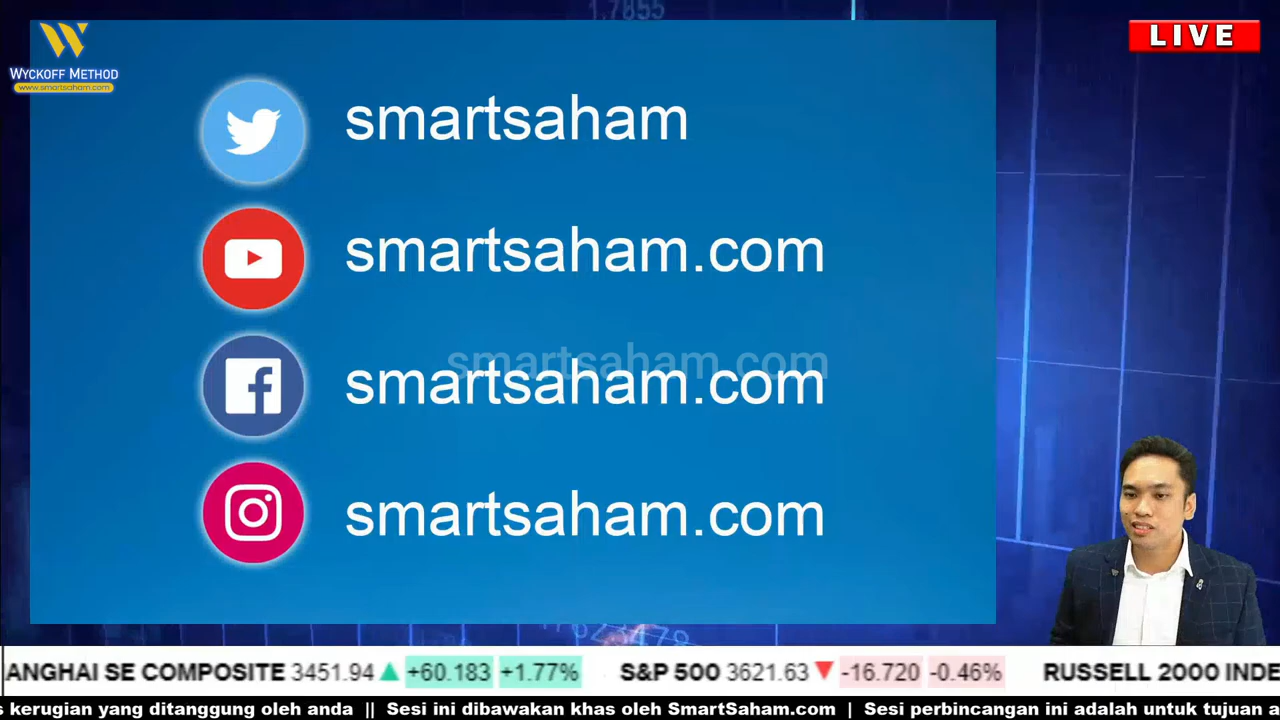 1.7855
WYCKOFF METHOD
www.smartsaham.com
LIVE
smartsaham
smartsaham.com
smartsaham.com
smartsaham.com
smartsaham.com
ANGHAI SE COMPOSITE 3451.94 ▲ +60.183 +1.77% S&P 500 3621.63 ▼ -16.720 -0.46% RUSSELL 2000 INDE
s kerugian yang ditanggung oleh anda || Sesi ini dibawakan khas oleh SmartSaham.com | Sesi perbincangan ini adalah untuk tujuan a